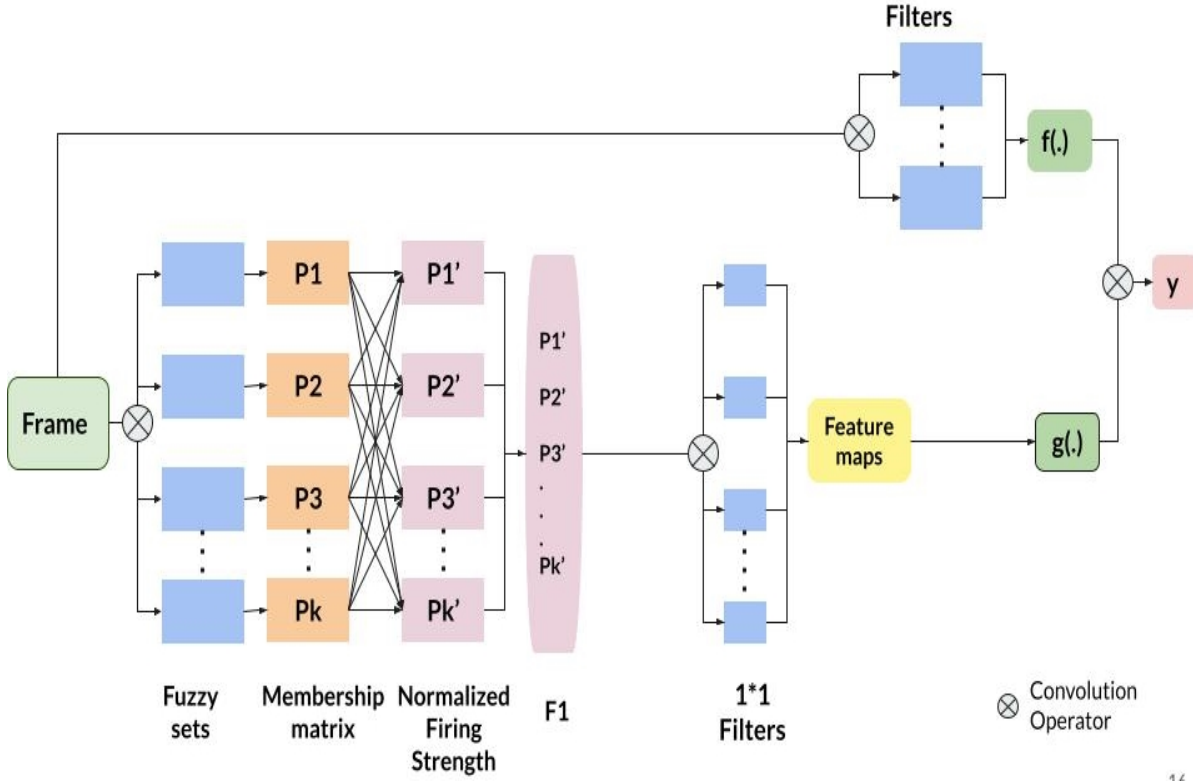 Filters
f(.)
P1
P1'
P1'
P2
P2'
P2'
y
Frame
P3
P3'
P3'
.
.
.
Pk'
Feature
maps
g(.)
Pk
Pk'
Fuzzy
sets
Membership
matrix
Normalized
Firing
Strength
F1
1*1
Filters
Convolution
Operator